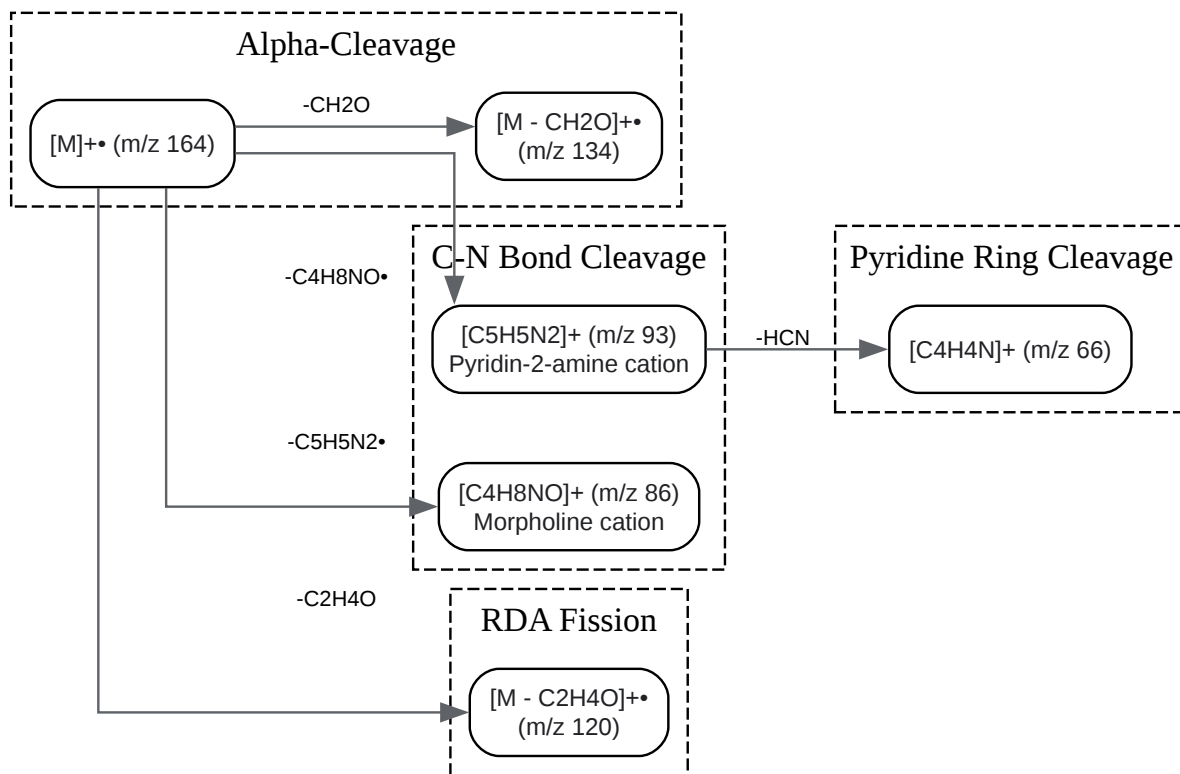 Alpha-Cleavage
-CH2O
[M]+• (m/z 164)
[M - CH2O]+•
(m/z 134)
C-N Bond Cleavage
Pyridine Ring Cleavage
-C4H8NO•
[C5H5N2]+ (m/z 93)
Pyridin-2-amine cation
-HCN
[C4H4N]+ (m/z 66)
-C5H5N2•
[C4H8NO]+ (m/z 86)
Morpholine cation
-C2H4O
RDA Fission
[M - C2H4O]+•
(m/z 120)